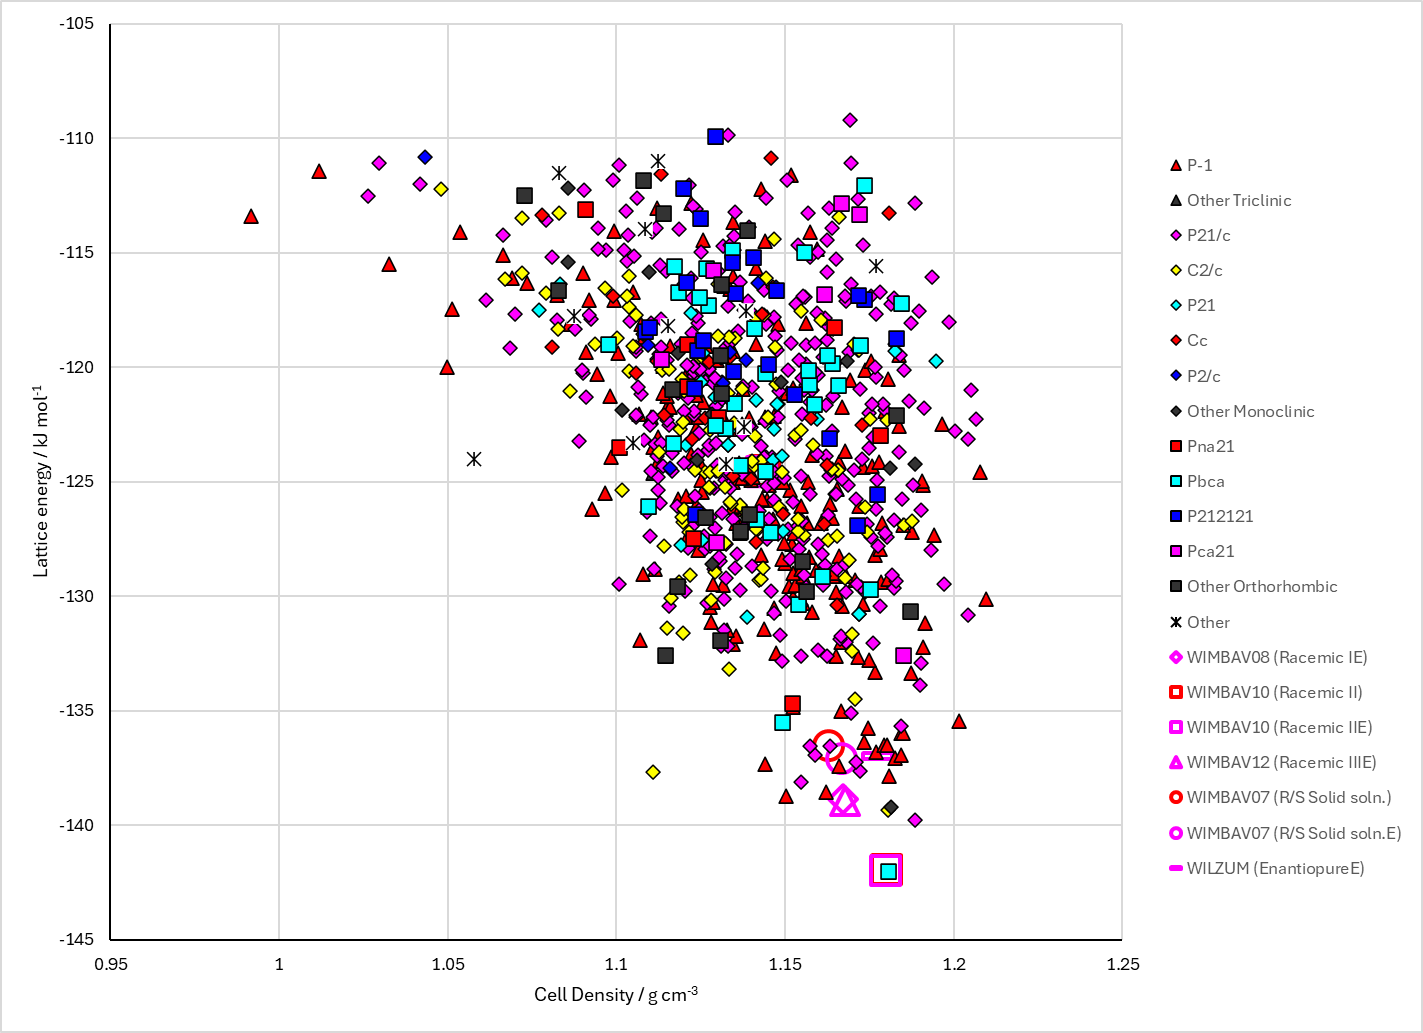 -105
-110
-115
-120
-125
-130
-135
-140
-145
Lattice energy / kJ mol-1
0.95 1 1.05 1.1 1.15 1.2 1.25
Cell Density / g cm-3
P-1
Other Triclinic
P21/c
C2/c
P21
Cc
P2/c
Other Monoclinic
Pna21
Pbca
P212121
Pca21
Other Orthorhombic
Other
WIMBAV08 (Racemic IE)
WIMBAV10 (Racemic II)
WIMBAV10 (Racemic IIE)
WIMBAV12 (Racemic IIIE)
WIMBAV07 (R/S Solid soln.)
WIMBAV07 (R/S Solid soln.E)
WILZUM (EnantiopureE)